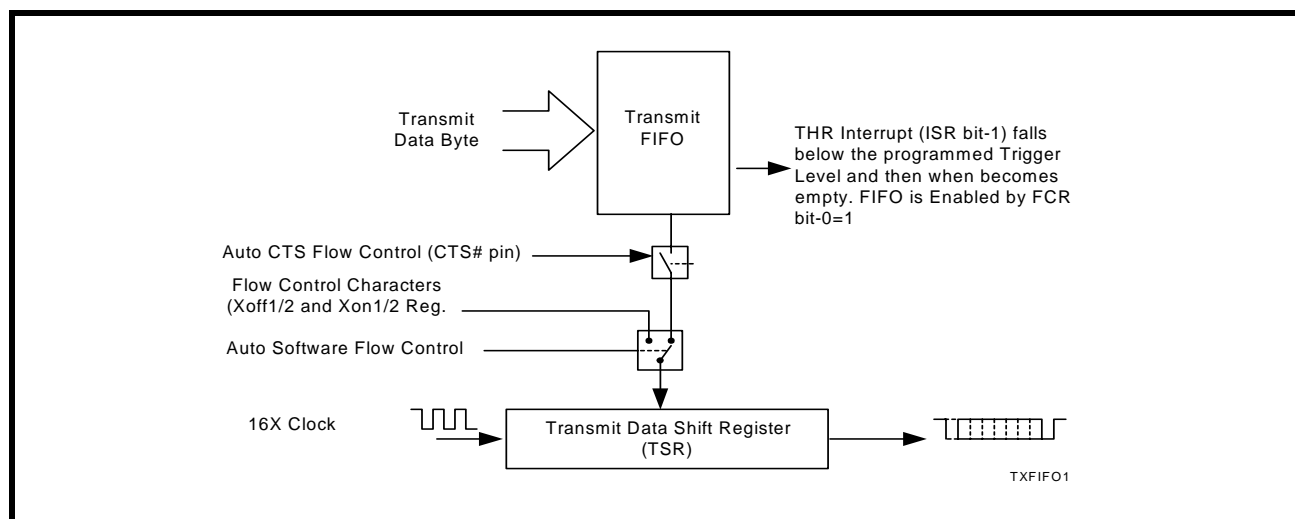 Transmit
Data Byte
Transmit
FIFO
THR Interrupt (ISR bit-1) falls
below the programmed Trigger
Level and then when becomes
empty. FIFO is Enabled by FCR
bit-0=1
Auto CTS Flow Control (CTS# pin)
Flow Control Characters
(Xoff1/2 and Xon1/2 Reg.
Auto Software Flow Control
16X Clock
Transmit Data Shift Register
(TSR)
TXFIFO1